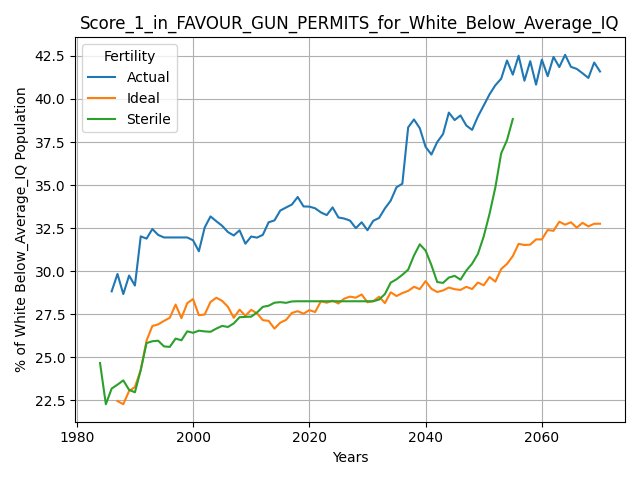 Score_1_in_FAVOUR_GUN_PERMITS_for_White_Below_Average_IQ
% of White Below_Average_IQ Population
42.5
40.0
37.5
35.0
32.5
30.0
27.5
25.0
22.5
Fertility
Actual
Ideal
Sterile
1980
2000
2020
2040
2060
Years